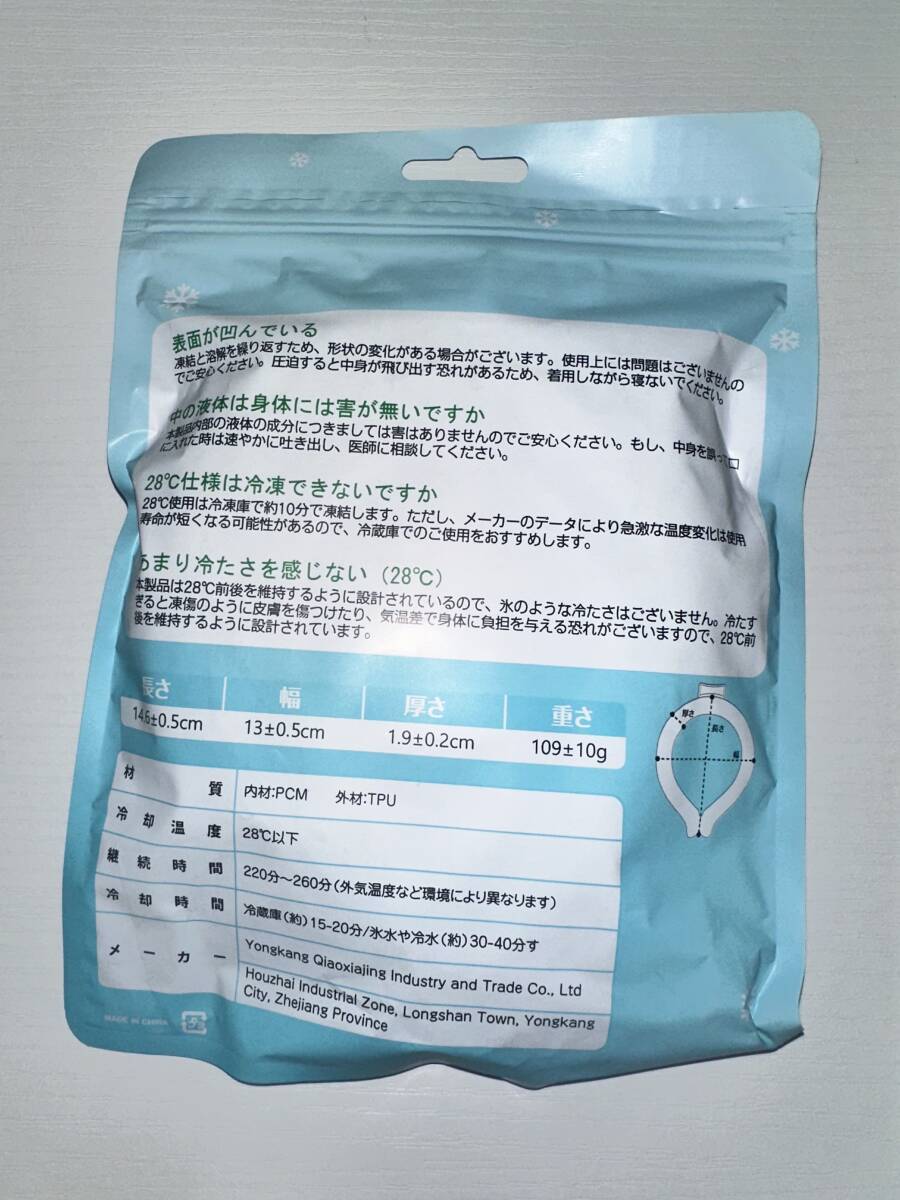 表面が凹んでいる
凍結と溶解を繰り返すため、形状の変化がある場合がございます。使用上には問題はございませんの
でご安心ください。圧迫すると中身が飛び出す恐れがあるため、着用しながら寝ないでください。
中の液体は身体には害が無いですか
本製品内部の液体の成分につきましては害はありませんのでご安心ください。もし、中身を誤って口
に入れた時は速やかに吐き出し、医師に相談してください。
28℃仕様は冷凍できないですか
28℃使用は冷凍庫で約10分で凍結します。ただし、メーカーのデータにより急激な温度変化は使用
寿命が短くなる可能性があるので、冷蔵庫でのご使用をおすすめします。
あまり冷たさを感じない（28℃）
本製品は28℃前後を維持するように設計されているので、氷のような冷たさはございません。冷たす
ぎると凍傷のように皮膚を傷つけたり、気温差で身体に負担を与える恐れがございますので、28℃前
後を維持するように設計されています。
長さ 幅 厚さ 重さ
14.6±0.5cm 13±0.5cm 1.9±0.2cm 109±10g
厚さ
長さ
幅
材質 内材:PCM 外材:TPU
冷却温度 28℃以下
継続時間 220分～260分(外気温度など環境により異なります)
冷却時間 冷蔵庫(約)15-20分/氷水や冷水(約)30-40分す
メーカー Yongkang Qiaoxiajing Industry and Trade Co., Ltd
Houzhai Industrial Zone, Longshan Town, Yongkang
City, Zhejiang Province
MADE IN CHINA